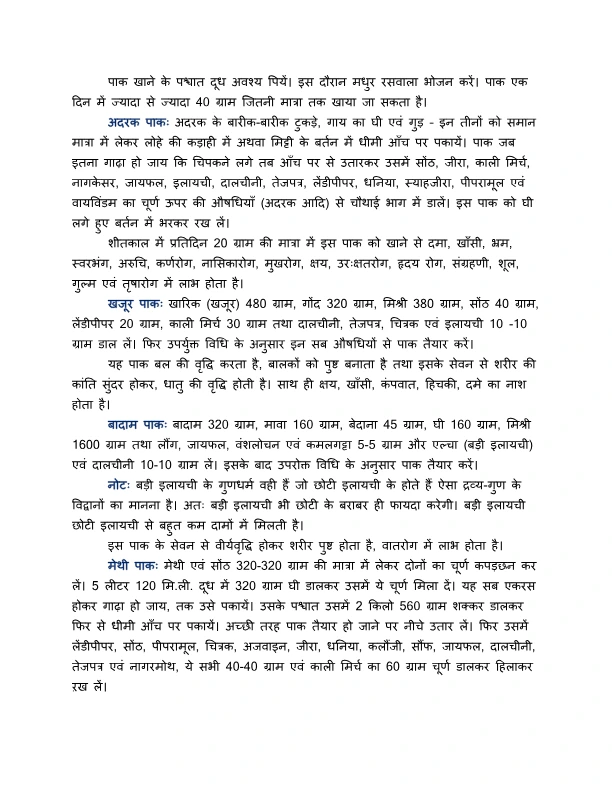 पाक खाने के पश्चात दूध अवश्य पियें। इस दौरान मधुर रसवाला भोजन करें। पाक एक
दिन में ज्यादा से ज्यादा 40 ग्राम जितनी मात्रा तक खाया जा सकता है।
अदरक पाकः अदरक के बारीक-बारीक टुकड़े, गाय का घी एवं गुड़ - इन तीनों को समान
मात्रा में लेकर लोहे की कड़ाही में अथवा मिट्टी के बर्तन में धीमी आँच पर पकायें। पाक जब
इतना गाढ़ा हो जाय कि चिपकने लगे तब आँच पर से उतारकर उसमें सोंठ, जीरा, काली मिर्च,
नागकेसर, जायफल, इलायची, दालचीनी, तेजपत्र, लेंडीपीपर, धनिया, स्याहजीरा, पीपरामूल एवं
वायविंडम का चूर्ण ऊपर की औषधियाँ (अदरक आदि) से चौथाई भाग में डालें। इस पाक को घी
लगे हुए बर्तन में भरकर रख लें।
शीतकाल में प्रतिदिन 20 ग्राम की मात्रा में इस पाक को खाने से दमा, खाँसी, भ्रम,
स्वरभंग, अरुचि, कर्णरोग, नासिकारोग, मुखरोग, क्षय, उरःक्षतरोग, हृदय रोग, संग्रहणी, शूल,
गुल्म एवं तृषारोग में लाभ होता है।
खजूर पाकः खारिक (खजूर) 480 ग्राम, गोंद 320 ग्राम, मिश्री 380 ग्राम, सोंठ 40 ग्राम,
लेंडीपीपर 20 ग्राम, काली मिर्च 30 ग्राम तथा दालचीनी, तेजपत्र, चित्रक एवं इलायची 10 -10
ग्राम डाल लें। फिर उपर्युक्त विधि के अनुसार इन सब औषधियों से पाक तैयार करें।
यह पाक बल की वृद्धि करता है, बालकों को पुष्ट बनाता है तथा इसके सेवन से शरीर की
कांति सुंदर होकर, धातु की वृद्धि होती है। साथ ही क्षय, खाँसी, कंपवात, हिचकी, दमे का नाश
होता है।
बादाम पाकः बादाम 320 ग्राम, मावा 160 ग्राम, बेदाना 45 ग्राम, घी 160 ग्राम, मिश्री
1600 ग्राम तथा लौंग, जायफल, वंशलोचन एवं कमलगट्टा 5-5 ग्राम और एल्चा (बड़ी इलायची)
एवं दालचीनी 10-10 ग्राम लें। इसके बाद उपरोक्त विधि के अनुसार पाक तैयार करें।
नोटः बड़ी इलायची के गुणधर्म वही हैं जो छोटी इलायची के होते हैं ऐसा द्रव्य-गुण के
विद्वानों का मानना है। अतः बड़ी इलायची भी छोटी के बराबर ही फायदा करेगी। बड़ी इलायची
छोटी इलायची से बहुत कम दामों में मिलती है।
इस पाक के सेवन से वीर्यवृद्धि होकर शरीर पुष्ट होता है, वातरोग में लाभ होता है।
मेथी पाकः मेथी एवं सोंठ 320-320 ग्राम की मात्रा में लेकर दोनों का चूर्ण कपड़छन कर
लें। 5 लीटर 120 मि.ली. दूध में 320 ग्राम घी डालकर उसमें ये चूर्ण मिला दें। यह सब एकरस
होकर गाढ़ा हो जाय, तक उसे पकायें। उसके पश्चात उसमें 2 किलो 560 ग्राम शक्कर डालकर
फिर से धीमी आँच पर पकायें। अच्छी तरह पाक तैयार हो जाने पर नीचे उतार लें। फिर उसमें
लेंडीपीपर, सोंठ, पीपरामूल, चित्रक, अजवाइन, जीरा, धनिया, कलौंजी, सौंफ, जायफल, दालचीनी,
तेजपत्र एवं नागरमोथ, ये सभी 40-40 ग्राम एवं काली मिर्च का 60 ग्राम चूर्ण डालकर हिलाकर
ऱख लें।